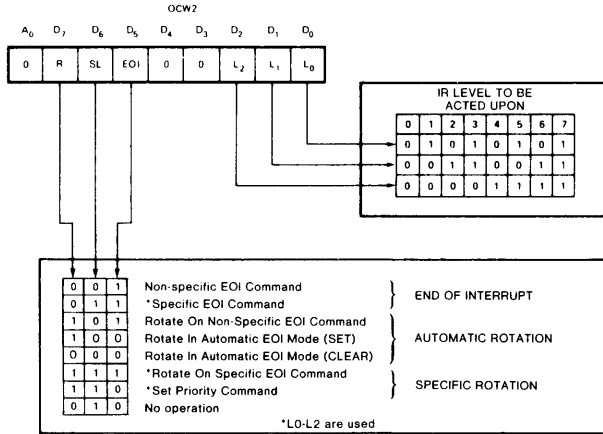 OCW2
A0 D7 D6 D5 D4 D3 D2 D1 D0
0 R SL EOI 0 0 L2 L1 L0
IR LEVEL TO BE
ACTED UPON
0 1 2 3 4 5 6 7
0 1 0 1 0 1 0 1
0 0 1 1 0 0 1 1
0 0 0 0 1 1 1 1
0 0 1 Non-specific EOI Command
0 1 1 *Specific EOI Command
END OF INTERRUPT
1 0 1 Rotate On Non-Specific EOI Command
1 0 0 Rotate In Automatic EOI Mode (SET)
0 0 0 Rotate In Automatic EOI Mode (CLEAR)
AUTOMATIC ROTATION
1 1 1 *Rotate On Specific EOI Command
1 1 0 *Set Priority Command
SPECIFIC ROTATION
0 1 0 No operation
*L0-L2 are used